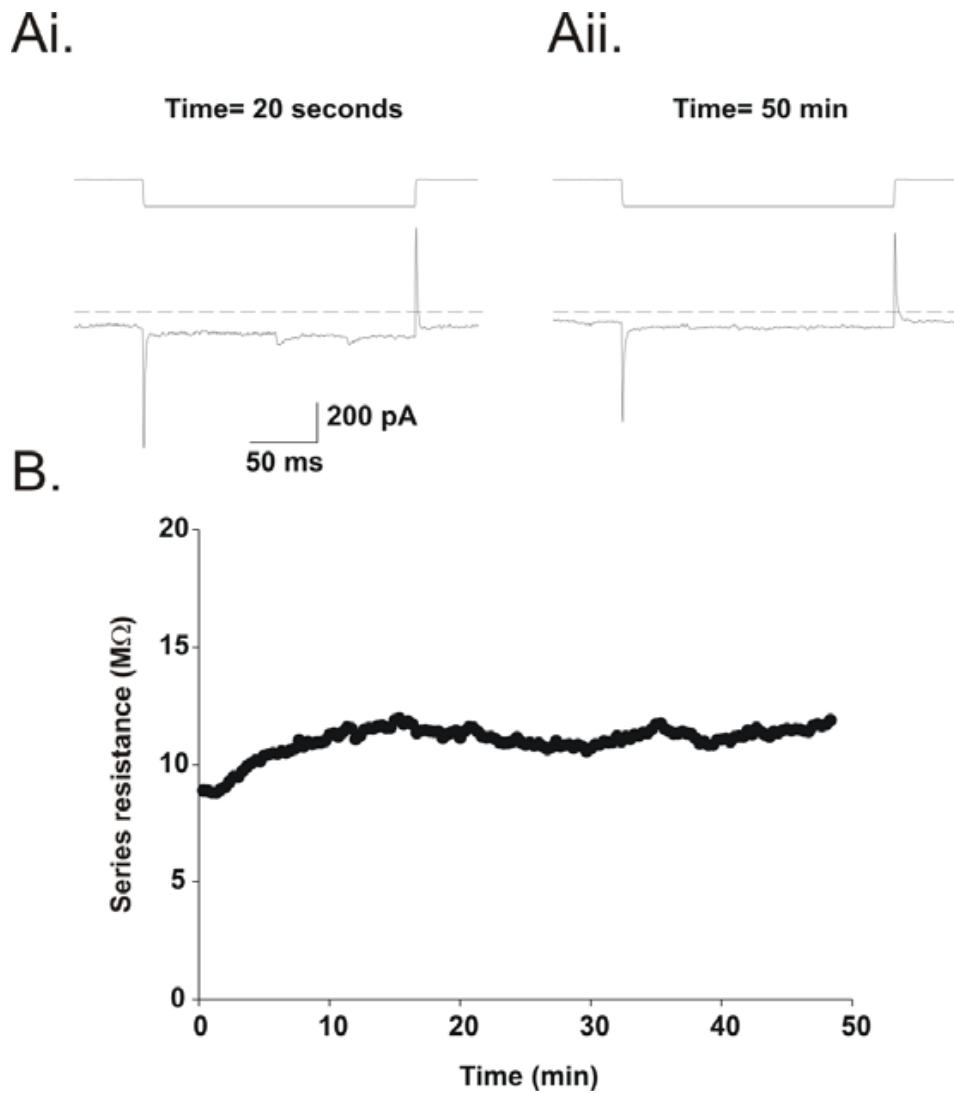 Ai.
Aii.
Time= 20 seconds
Time= 50 min
200 pA
50 ms
B.
20
15
10
5
0
Series resistance (MΩ)
0 10 20 30 40 50
Time (min)